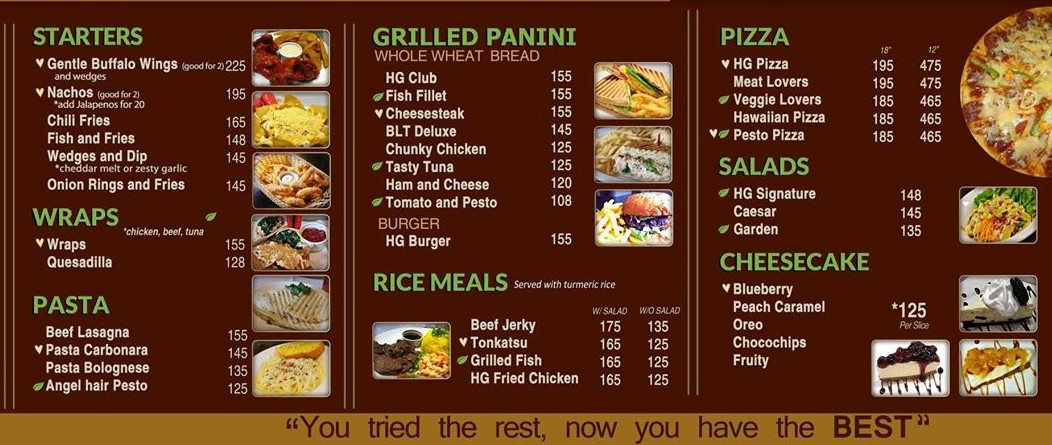 STARTERS
Gentle Buffalo Wings (good for 2) 225
and wedges
Nachos (good for 2) 195
*add Jalapenos for 20
Chili Fries 165
Fish and Fries 148
Wedges and Dip 145
*cheddar melt or zesty garlic
Onion Rings and Fries 145
WRAPS
*chicken, beef, tuna
Wraps 155
Quesadilla 128
PASTA
Beef Lasagna 155
Pasta Carbonara 145
Pasta Bolognese 135
Angel hair Pesto 125
GRILLED PANINI
WHOLE WHEAT BREAD
HG Club 155
Fish Fillet 155
Cheesesteak 155
BLT Deluxe 145
Chunky Chicken 125
Tasty Tuna 125
Ham and Cheese 120
Tomato and Pesto 108
BURGER
HG Burger 155
RICE MEALS Served with turmeric rice
W/ SALAD W/O SALAD
Beef Jerky 175 135
Tonkatsu 165 125
Grilled Fish 165 125
HG Fried Chicken 165 125
PIZZA
18" 12"
HG Pizza 195 475
Meat Lovers 195 475
Veggie Lovers 185 465
Hawaiian Pizza 185 465
Pesto Pizza 185 465
SALADS
HG Signature 148
Caesar 145
Garden 135
CHEESECAKE
Blueberry
Peach Caramel *125
Oreo Per Slice
Chocochips
Fruity
“You tried the rest, now you have the BEST”